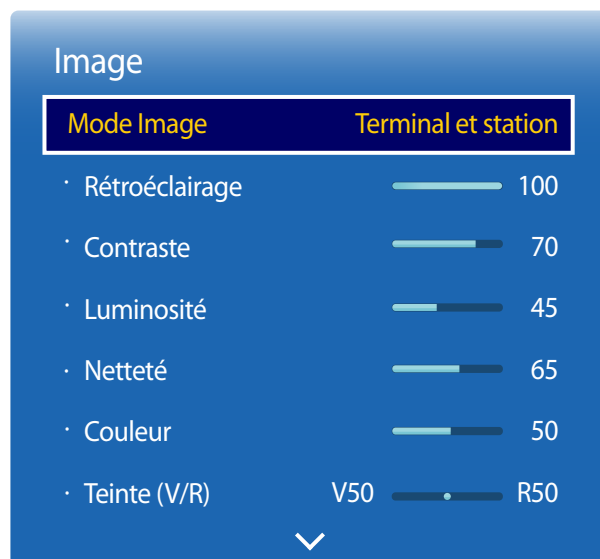 Image
Mode Image Terminal et station
· Rétroéclairage 100
· Contraste 70
· Luminosité 45
· Netteté 65
· Couleur 50
· Teinte (V/R) V50 R50